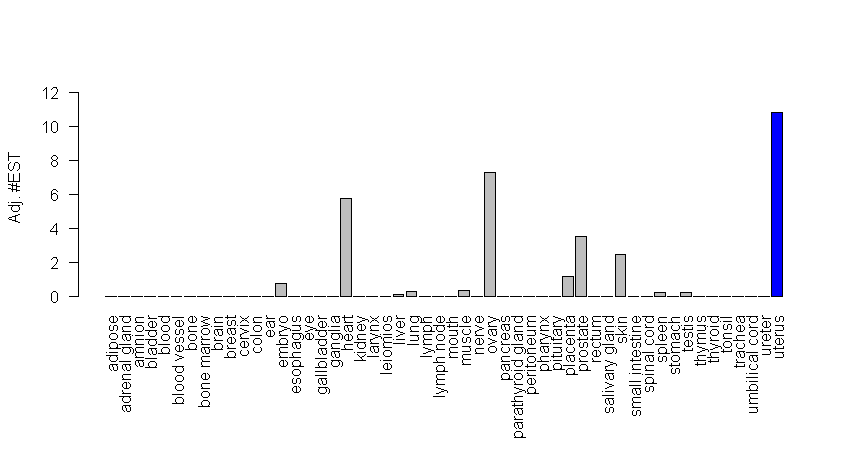 12
10
8
6
4
2
0
Adj. #EST
adipose
adrenal gland
amnion
bladder
blood
blood vessel
bone
bone marrow
brain
breast
cervix
colon
ear
embryo
esophagus
eye
gallbladder
ganglia
heart
kidney
larynx
leiomios
liver
lung
lymph
lymph node
mouth
muscle
nerve
ovary
pancreas
parathyroid gland
peritoneum
pharynx
pituitary
placenta
prostate
rectum
salivary gland
skin
small intestine
spinal cord
spleen
stomach
testis
thymus
thyroid
tonsil
trachea
umbilical cord
ureter
uterus